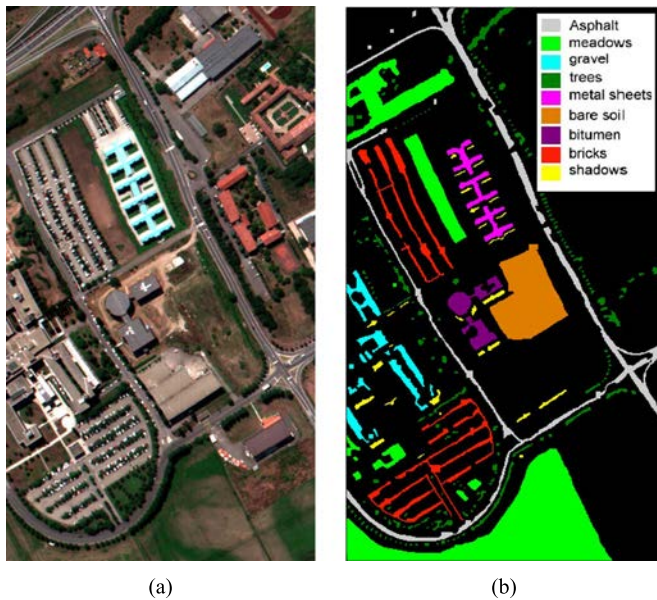 Asphalt
meadows
gravel
trees
metal sheets
bare soil
bitumen
bricks
shadows
(a)
(b)